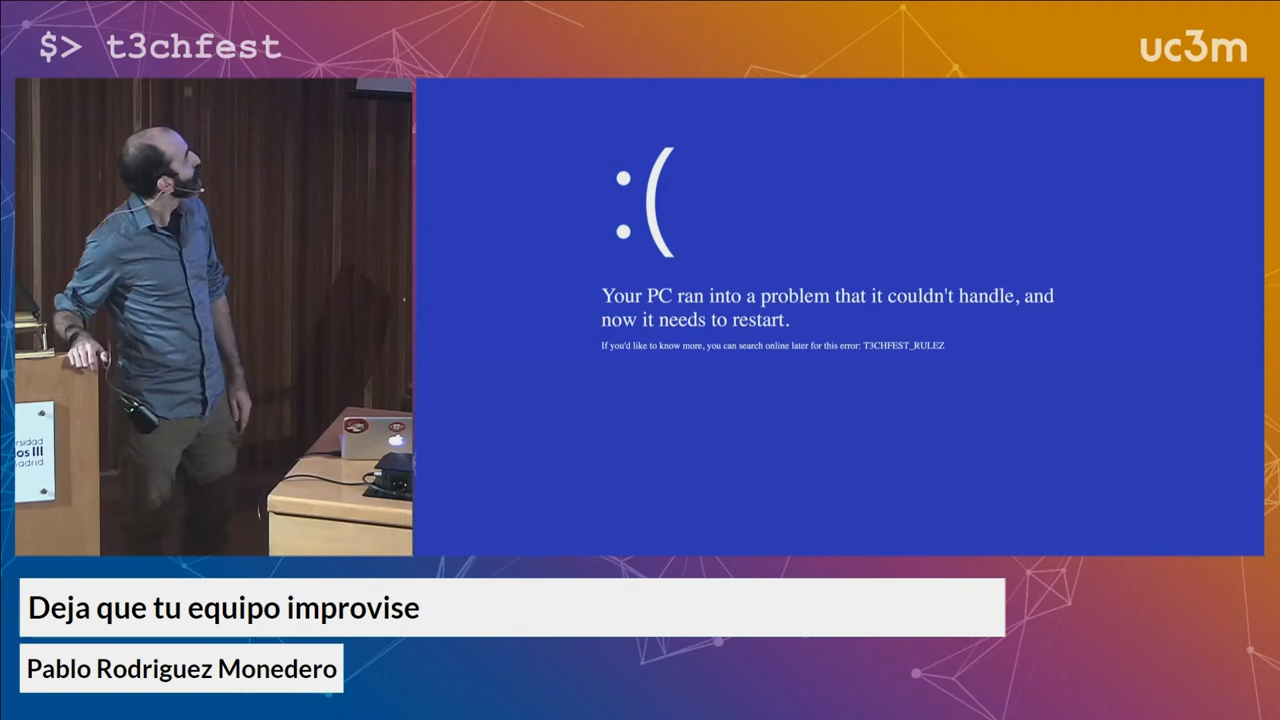 $> t3chfest
uc3m
:(
Your PC ran into a problem that it couldn't handle, and
now it needs to restart.
If you'd like to know more, you can search online later for this error: T3CHFEST_RULEZ
os III
Deja que tu equipo improvise
Pablo Rodriguez Monedero